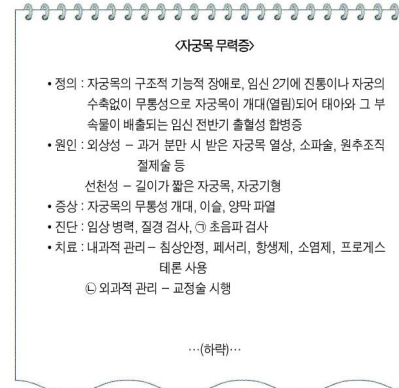 <자궁목 무력증>
• 정의 : 자궁목의 구조적 기능적 장애로, 임신 2기에 진통이나 자궁의
수축없이 무통성으로 자궁목이 개대(열림)되어 태아와 그 부
속물이 배출되는 임신 전반기 출혈성 합병증
• 원인 : 외상성 – 과거 분만 시 받은 자궁목 열상, 소파술, 원추조직
절제술 등
선천성 – 길이가 짧은 자궁목, 자궁기형
• 증상 : 자궁목의 무통성 개대, 이슬, 양막 파열
• 진단 : 임상 병력, 질경 검사, ㉠ 초음파 검사
• 치료 : 내과적 관리 – 침상안정, 페서리, 항생제, 소염제, 프로게스
테론 사용
㉡ 외과적 관리 – 교정술 시행
…(하략)…